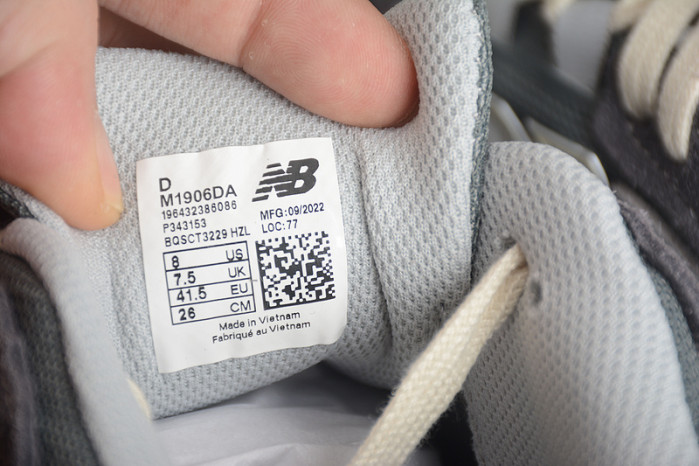 D
M1906DA
196432386086
P343153
BQSCT3229 HZL
NB
MFG:09/2022
LOC:77
8 US
7.5 UK
41.5 EU
26 CM
Made in Vietnam
Fabriqué au Vietnam